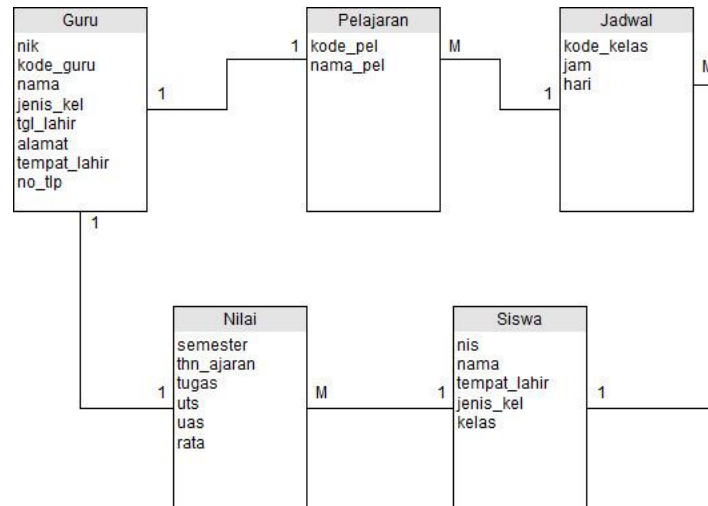 Guru
nik
kode_guru
nama
jenis_kel
tgl_lahir
alamat
tempat_lahir
no_tlp
1
1
1
Pelajaran
kode_pel
nama_pel
M
1
Jadwal
kode_kelas
jam
hari
M
Nilai
semester
thn_ajaran
tugas
uts
uas
rata
1
M
1
Siswa
nis
nama
tempat_lahir
jenis_kel
kelas
1